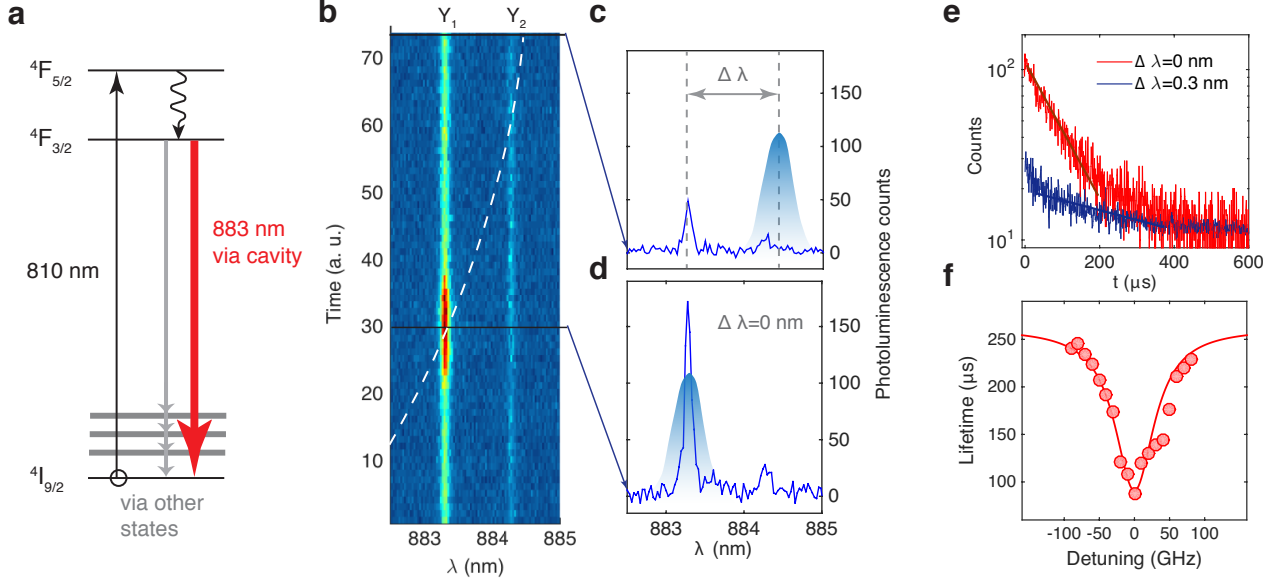 a
⁴F₅/₂
⁴F₃/₂
883 nm
via cavity
810 nm
⁴I₉/₂
via other
states
b
Y₁
Y₂
Time (a. u.)
70
60
50
40
30
20
10
883
884
885
λ (nm)
c
Δ λ
150
100
50
0
d
Δ λ=0 nm
150
100
50
0
Photoluminescence counts
883
884
885
λ (nm)
e
Δ λ=0 nm
Δ λ=0.3 nm
Counts
10²
10¹
0
200
400
600
t (μs)
f
Lifetime (μs)
250
200
150
100
60
-100
-50
0
50
100
Detuning (GHz)